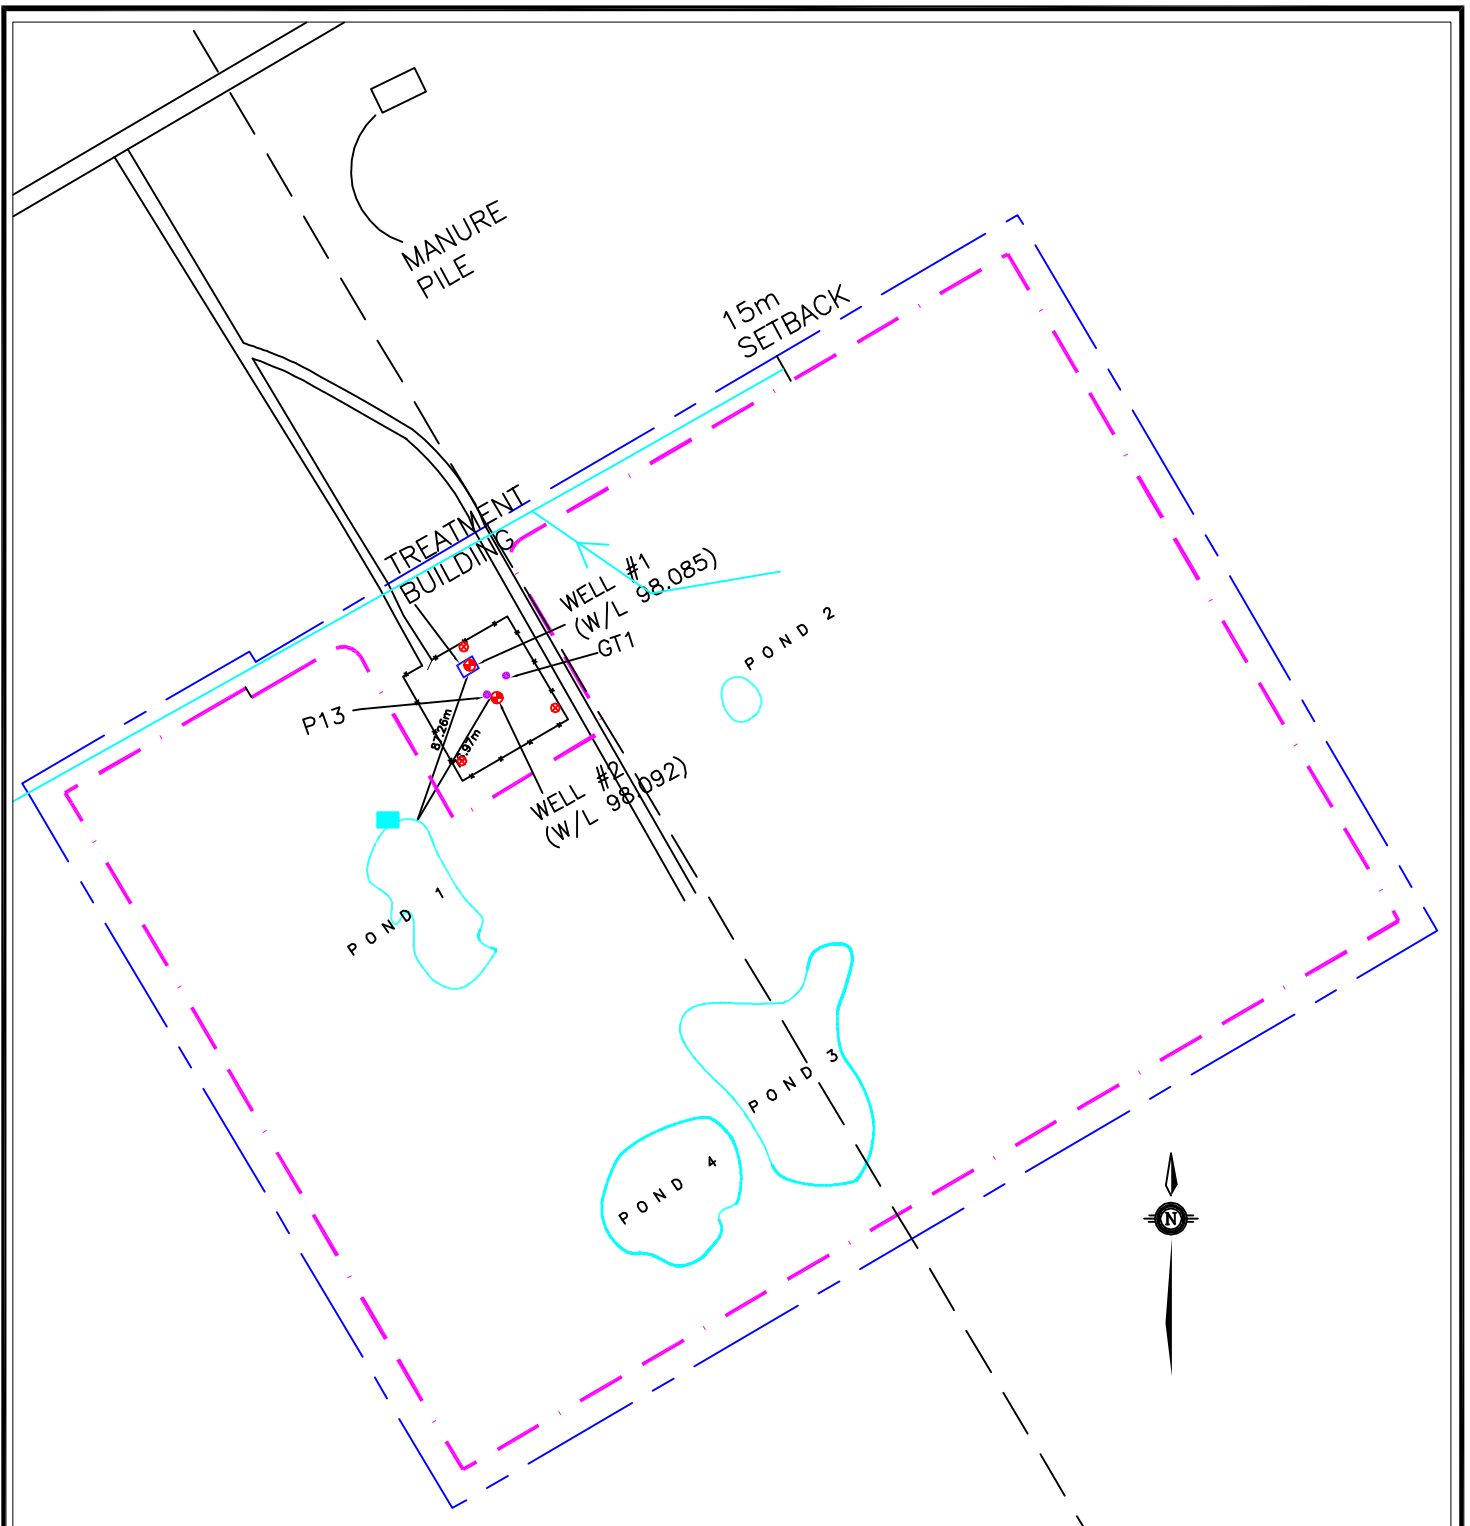 MANURE
PILE
15m
SETBACK
TREATMENT
BUILDING
WELL #1
(W/L 98.085)
GT1
POND 2
P13
87.26m
WELL #2
(W/L 98.092)
POND 1
POND 3
POND 4
N